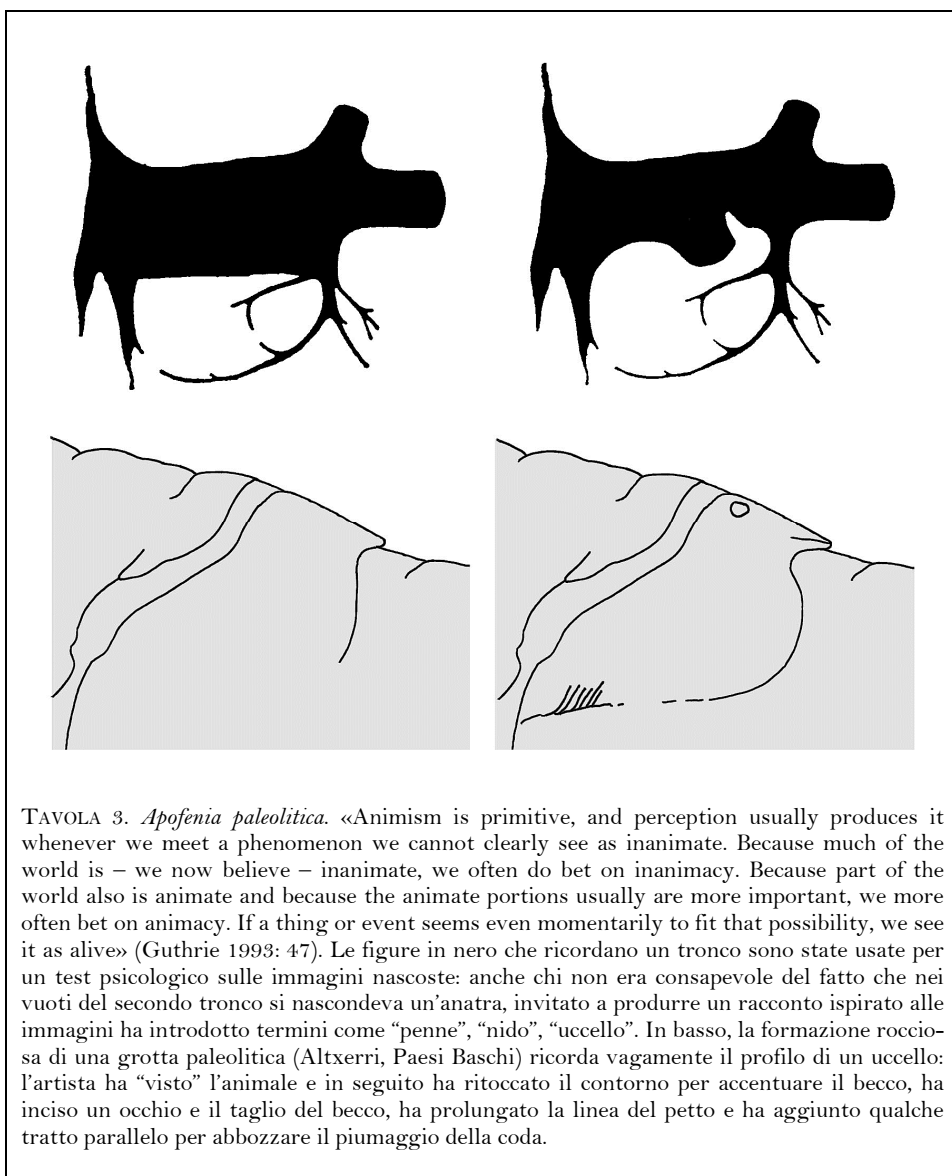 TAVOLA 3. Apofenia paleolitica. «Animism is primitive, and perception usually produces it
whenever we meet a phenomenon we cannot clearly see as inanimate. Because much of the
world is – we now believe – inanimate, we often do bet on inanimacy. Because part of the
world also is animate and because the animate portions usually are more important, we more
often bet on animacy. If a thing or event seems even momentarily to fit that possibility, we see
it as alive» (Guthrie 1993: 47). Le figure in nero che ricordano un tronco sono state usate per
un test psicologico sulle immagini nascoste: anche chi non era consapevole del fatto che nei
vuoti del secondo tronco si nascondeva un’anatra, invitato a produrre un racconto ispirato alle
immagini ha introdotto termini come “penne”, “nido”, “uccello”. In basso, la formazione roccio-
sa di una grotta paleolitica (Altxerri, Paesi Baschi) ricorda vagamente il profilo di un uccello:
l’artista ha “visto” l’animale e in seguito ha ritoccato il contorno per accentuare il becco, ha
inciso un occhio e il taglio del becco, ha prolungato la linea del petto e ha aggiunto qualche
tratto parallelo per abbozzare il piumaggio della coda.